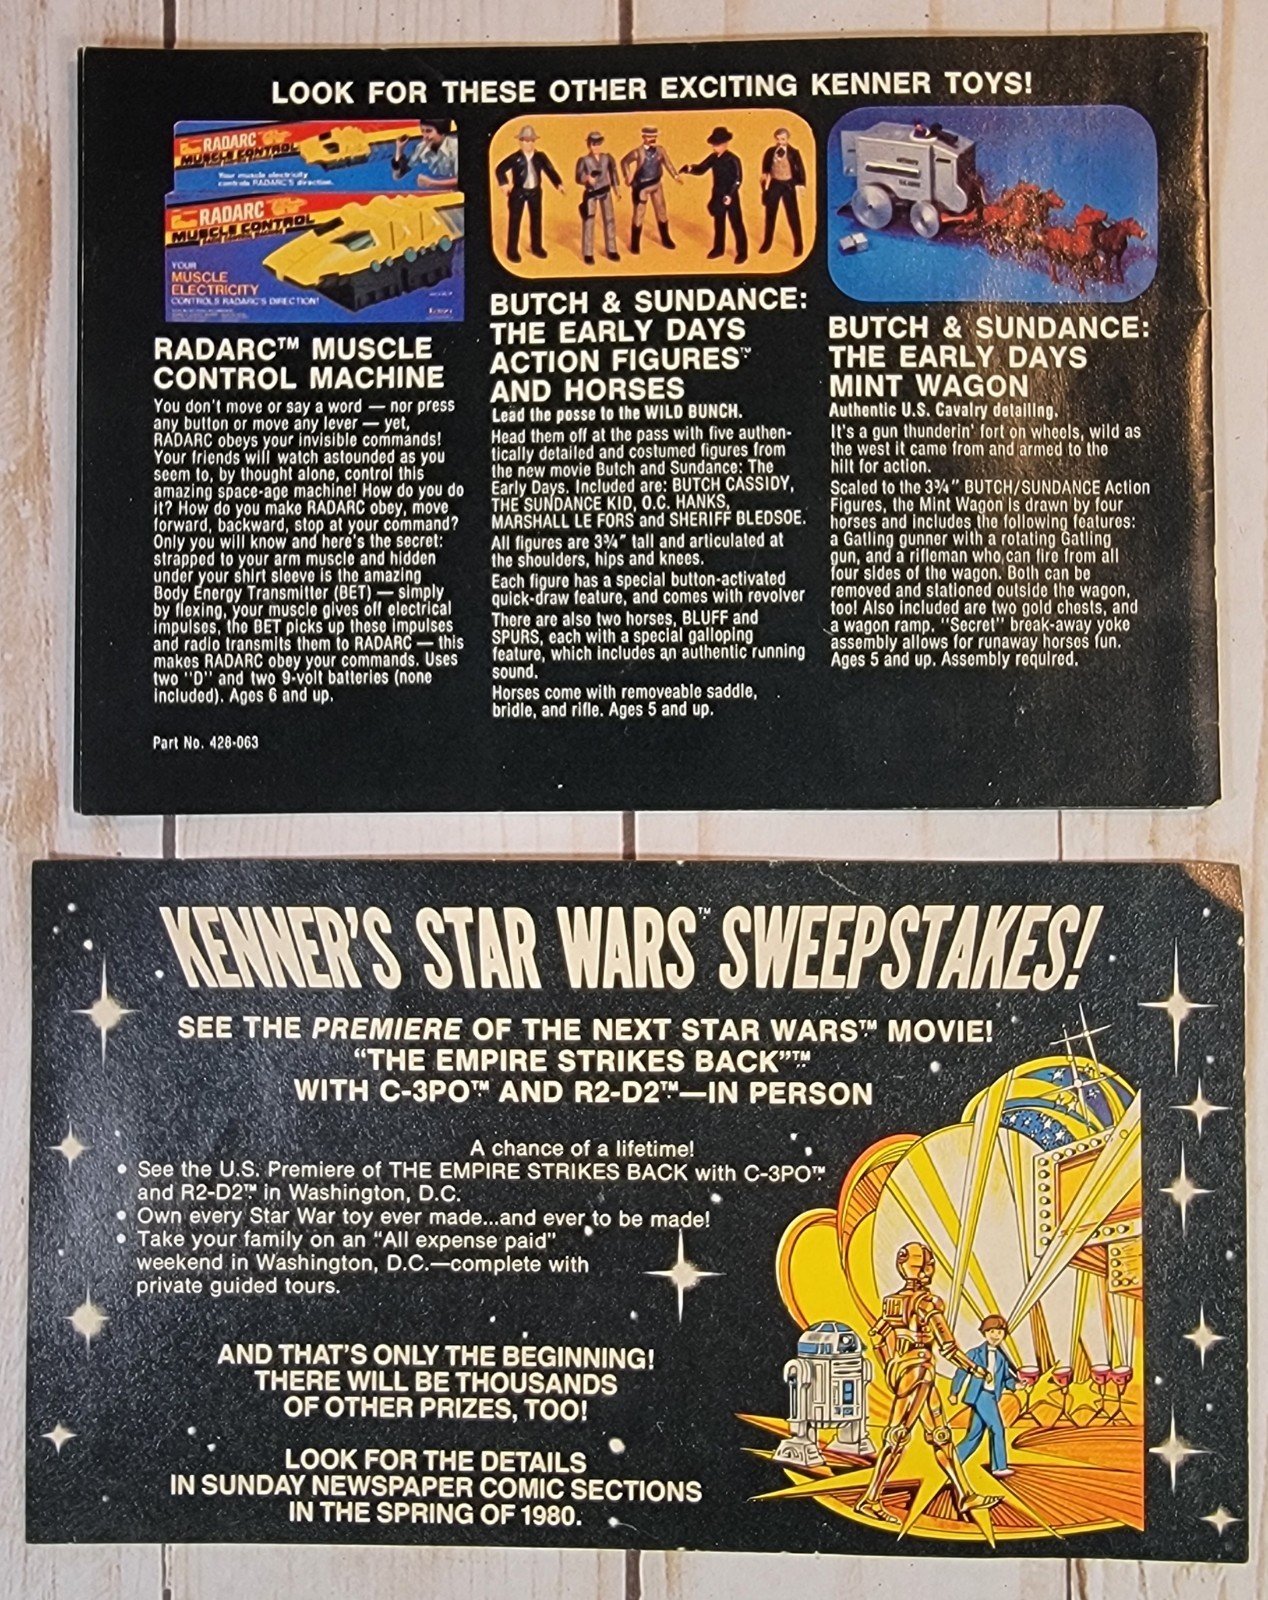 LOOK FOR THESE OTHER EXCITING KENNER TOYS!
RADARC
MUSCLE CONTROL
Your muscle electricity
controls RADARC'S direction.
RADARC
MUSCLE CONTROL
YOUR
MUSCLE
ELECTRICITY
CONTROLS RADARC'S DIRECTION!
Kenner
RADARC™ MUSCLE
CONTROL MACHINE
You don't move or say a word — nor press
any button or move any lever — yet,
RADARC obeys your invisible commands!
Your friends will watch astounded as you
seem to, by thought alone, control this
amazing space-age machine! How do you do
it? How do you make RADARC obey, move
forward, backward, stop at your command?
Only you will know and here's the secret:
strapped to your arm muscle and hidden
under your shirt sleeve is the amazing
Body Energy Transmitter (BET) — simply
by flexing, your muscle gives off electrical
impulses, the BET picks up these impulses
and radio transmits them to RADARC — this
makes RADARC obey your commands. Uses
two "D" and two 9-volt batteries (none
included). Ages 6 and up.
Part No. 428-063
BUTCH & SUNDANCE:
THE EARLY DAYS
ACTION FIGURES™
AND HORSES
Lead the posse to the WILD BUNCH.
Head them off at the pass with five authen-
tically detailed and costumed figures from
the new movie Butch and Sundance: The
Early Days. Included are: BUTCH CASSIDY,
THE SUNDANCE KID, O.C. HANKS,
MARSHALL LE FORS and SHERIFF BLEDSOE.
All figures are 3¾" tall and articulated at
the shoulders, hips and knees.
Each figure has a special button-activated
quick-draw feature, and comes with revolver
There are also two horses, BLUFF and
SPURS, each with a special galloping
feature, which includes an authentic running
sound.
Horses come with removeable saddle,
bridle, and rifle. Ages 5 and up.
BUTCH & SUNDANCE:
THE EARLY DAYS
MINT WAGON
Authentic U.S. Cavalry detailing.
It's a gun thunderin' fort on wheels, wild as
the west it came from and armed to the
hilt for action.
Scaled to the 3¾" BUTCH/SUNDANCE Action
Figures, the Mint Wagon is drawn by four
horses and includes the following features:
a Gatling gunner with a rotating Gatling
gun, and a rifleman who can fire from all
four sides of the wagon. Both can be
removed and stationed outside the wagon,
too! Also included are two gold chests, and
a wagon ramp. "Secret" break-away yoke
assembly allows for runaway horses fun.
Ages 5 and up. Assembly required.
KENNER'S STAR WARS™ SWEEPSTAKES!
SEE THE PREMIERE OF THE NEXT STAR WARS™ MOVIE!
"THE EMPIRE STRIKES BACK"™
WITH C-3PO™ AND R2-D2™—IN PERSON
A chance of a lifetime!
• See the U.S. Premiere of THE EMPIRE STRIKES BACK with C-3PO™
and R2-D2™ in Washington, D.C.
• Own every Star War toy ever made...and ever to be made!
• Take your family on an "All expense paid"
weekend in Washington, D.C.—complete with
private guided tours.
AND THAT'S ONLY THE BEGINNING!
THERE WILL BE THOUSANDS
OF OTHER PRIZES, TOO!
LOOK FOR THE DETAILS
IN SUNDAY NEWSPAPER COMIC SECTIONS
IN THE SPRING OF 1980.